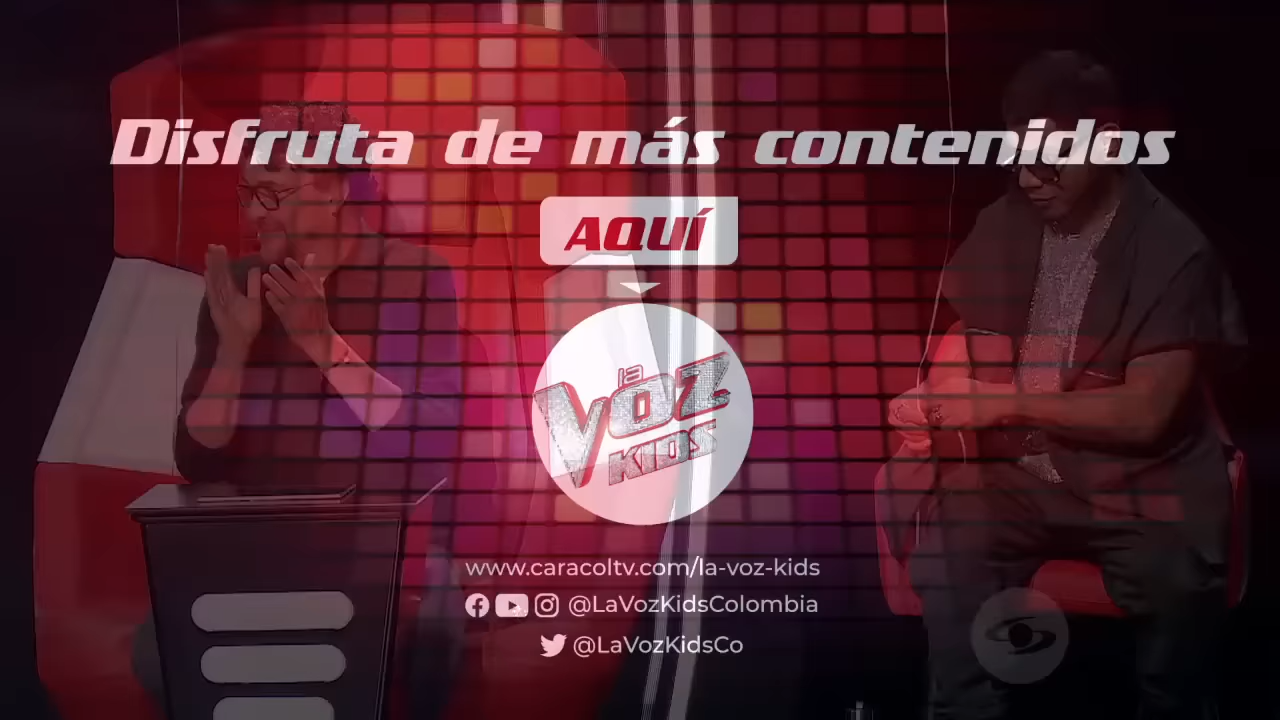 Disfruta de más contenidos
AQUÍ
la
Voz
KIDS
www.caracoltv.com/la-voz-kids
@LaVozKidsColombia
@LaVozKidsCo